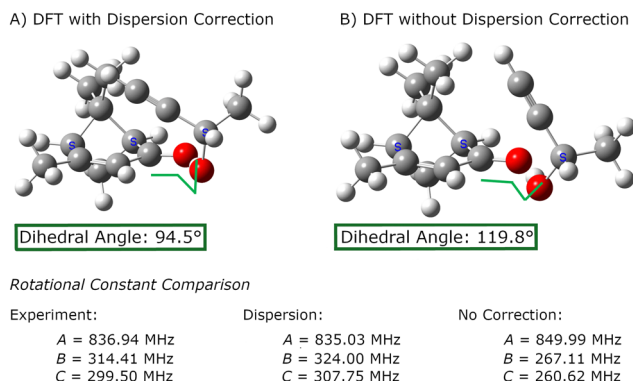 A) DFT with Dispersion Correction
B) DFT without Dispersion Correction
S
S
S
S
S
S
Dihedral Angle: 94.5°
Dihedral Angle: 119.8°
Rotational Constant Comparison
Experiment:
A = 836.94 MHz
B = 314.41 MHz
C = 299.50 MHz
Dispersion:
A = 835.03 MHz
B = 324.00 MHz
C = 307.75 MHz
No Correction:
A = 849.99 MHz
B = 267.11 MHz
C = 260.62 MHz